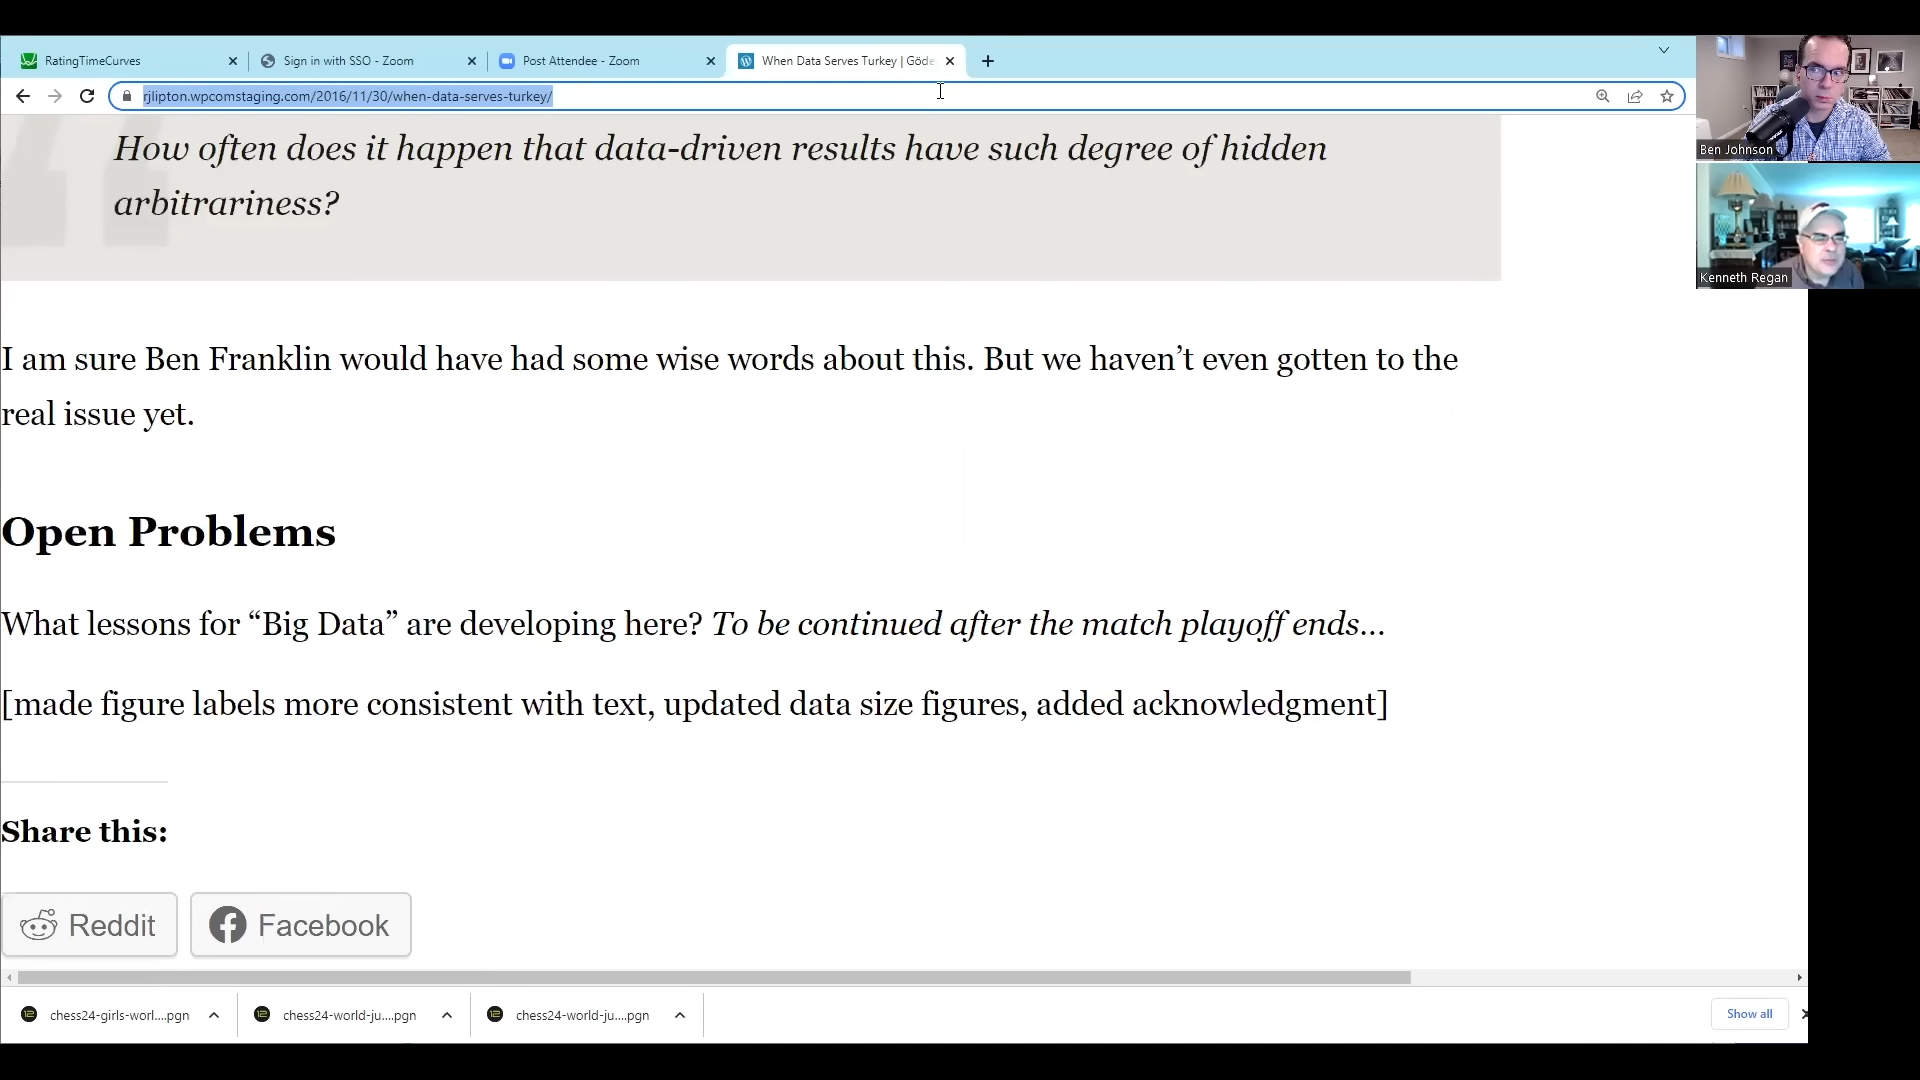 RatingTimeCurves
Sign in with SSO - Zoom
Post Attendee - Zoom
When Data Serves Turkey | Göde
rjlipton.wpcomstaging.com/2016/11/30/when-data-serves-turkey/
Ben Johnson
Kenneth Regan
How often does it happen that data-driven results have such degree of hidden
arbitrariness?
I am sure Ben Franklin would have had some wise words about this. But we haven’t even gotten to the
real issue yet.
Open Problems
What lessons for “Big Data” are developing here? To be continued after the match playoff ends…
[made figure labels more consistent with text, updated data size figures, added acknowledgment]
Share this:
Reddit
Facebook
chess24-girls-worl....pgn
chess24-world-ju....pgn
chess24-world-ju....pgn
Show all